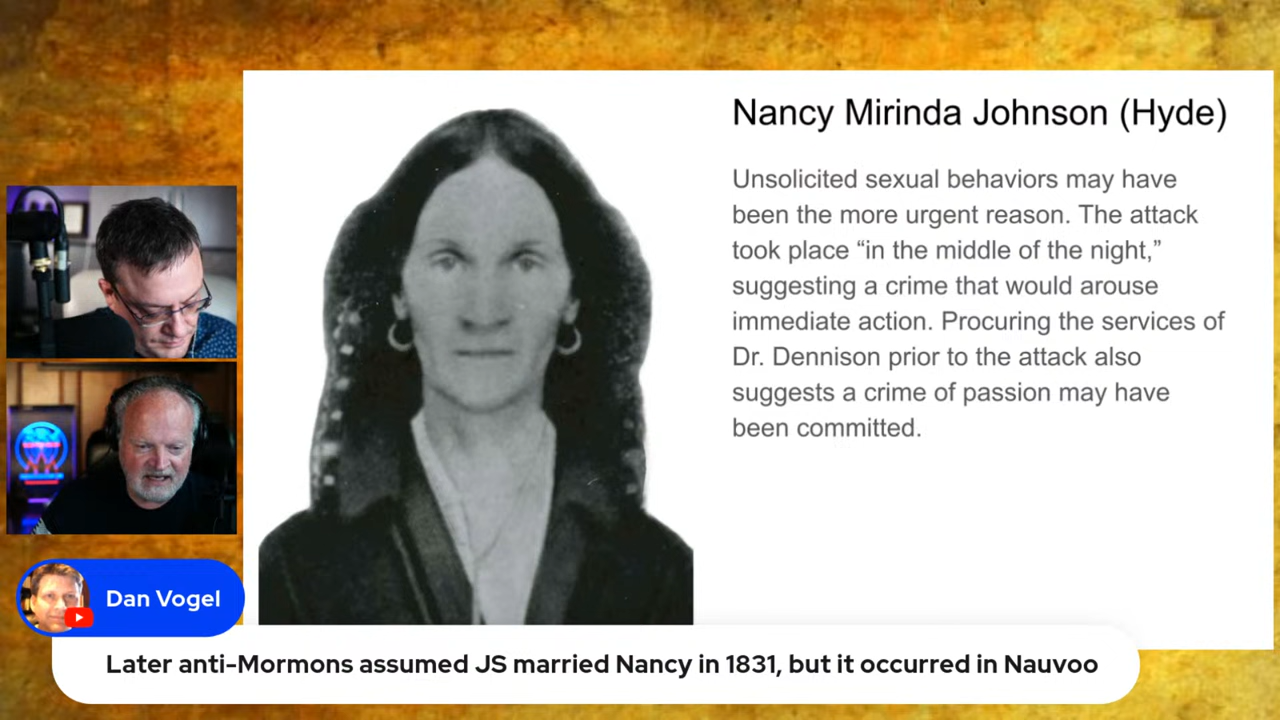 Nancy Mirinda Johnson (Hyde)
Unsolicited sexual behaviors may have
been the more urgent reason. The attack
took place “in the middle of the night,”
suggesting a crime that would arouse
immediate action. Procuring the services of
Dr. Dennison prior to the attack also
suggests a crime of passion may have
been committed.
Dan Vogel
Later anti-Mormons assumed JS married Nancy in 1831, but it occurred in Nauvoo